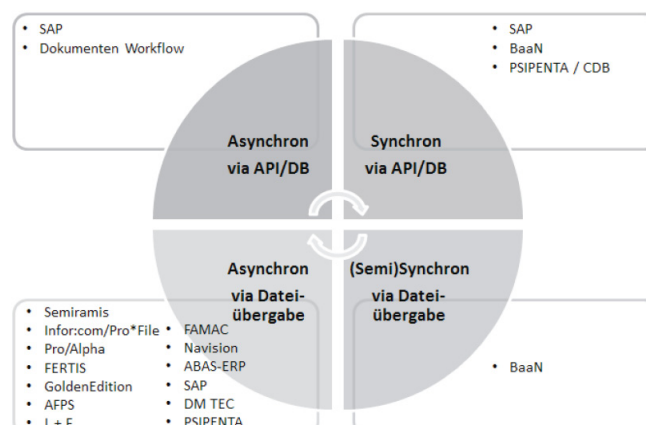 • SAP
• Dokumenten Workflow
• SAP
• BaaN
• PSIPENTA / CDB
Asynchron
via API/DB
Synchron
via API/DB
Asynchron
via Datei-
übergabe
(Semi)Synchron
via Datei-
übergabe
• Semiramis
• Infor:com/Pro*File
• Pro/Alpha
• FERTIS
• GoldenEdition
• AFPS
• FAMAC
• Navision
• ABAS-ERP
• SAP
• DM TEC
• PSIPENTA
• BaaN